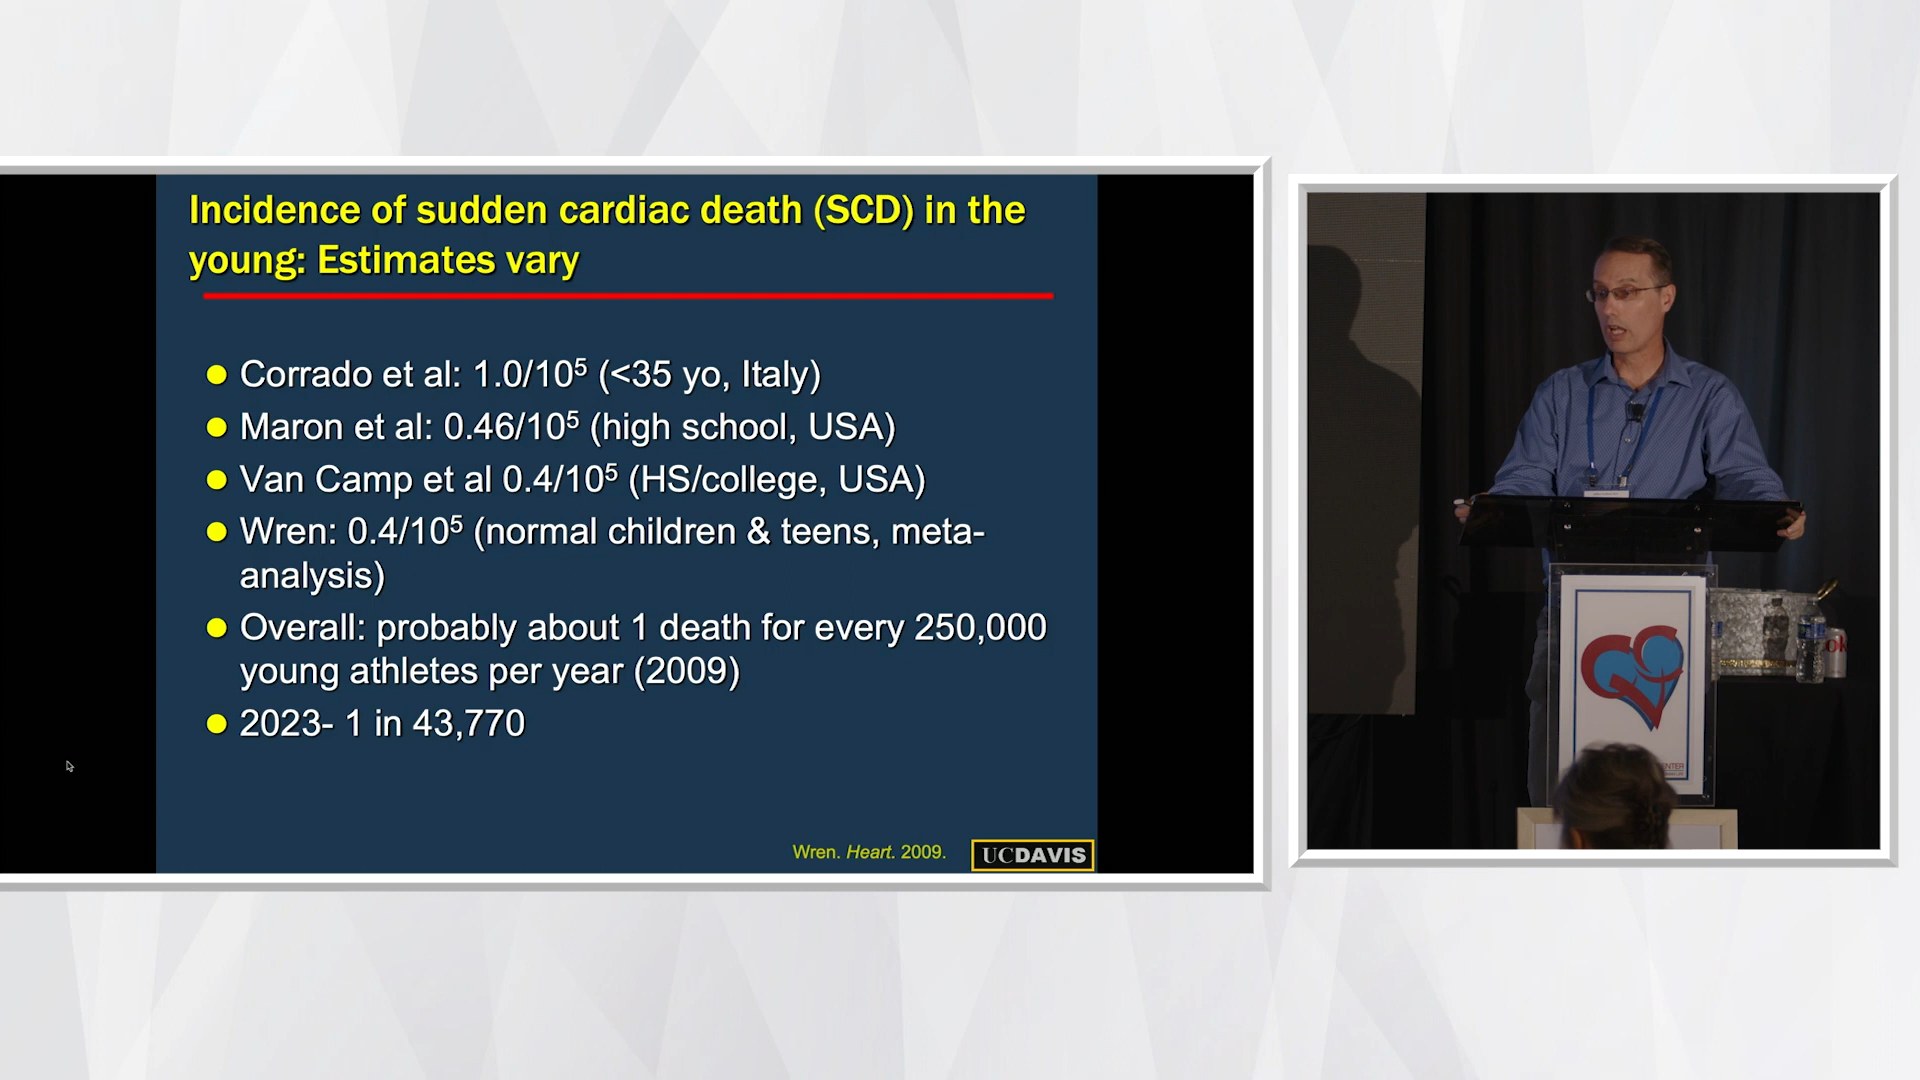 Incidence of sudden cardiac death (SCD) in the
young: Estimates vary
Corrado et al: 1.0/10⁵ (<35 yo, Italy)
Maron et al: 0.46/10⁵ (high school, USA)
Van Camp et al 0.4/10⁵ (HS/college, USA)
Wren: 0.4/10⁵ (normal children & teens, meta-
analysis)
Overall: probably about 1 death for every 250,000
young athletes per year (2009)
2023- 1 in 43,770
Wren. Heart. 2009.
UCDAVIS